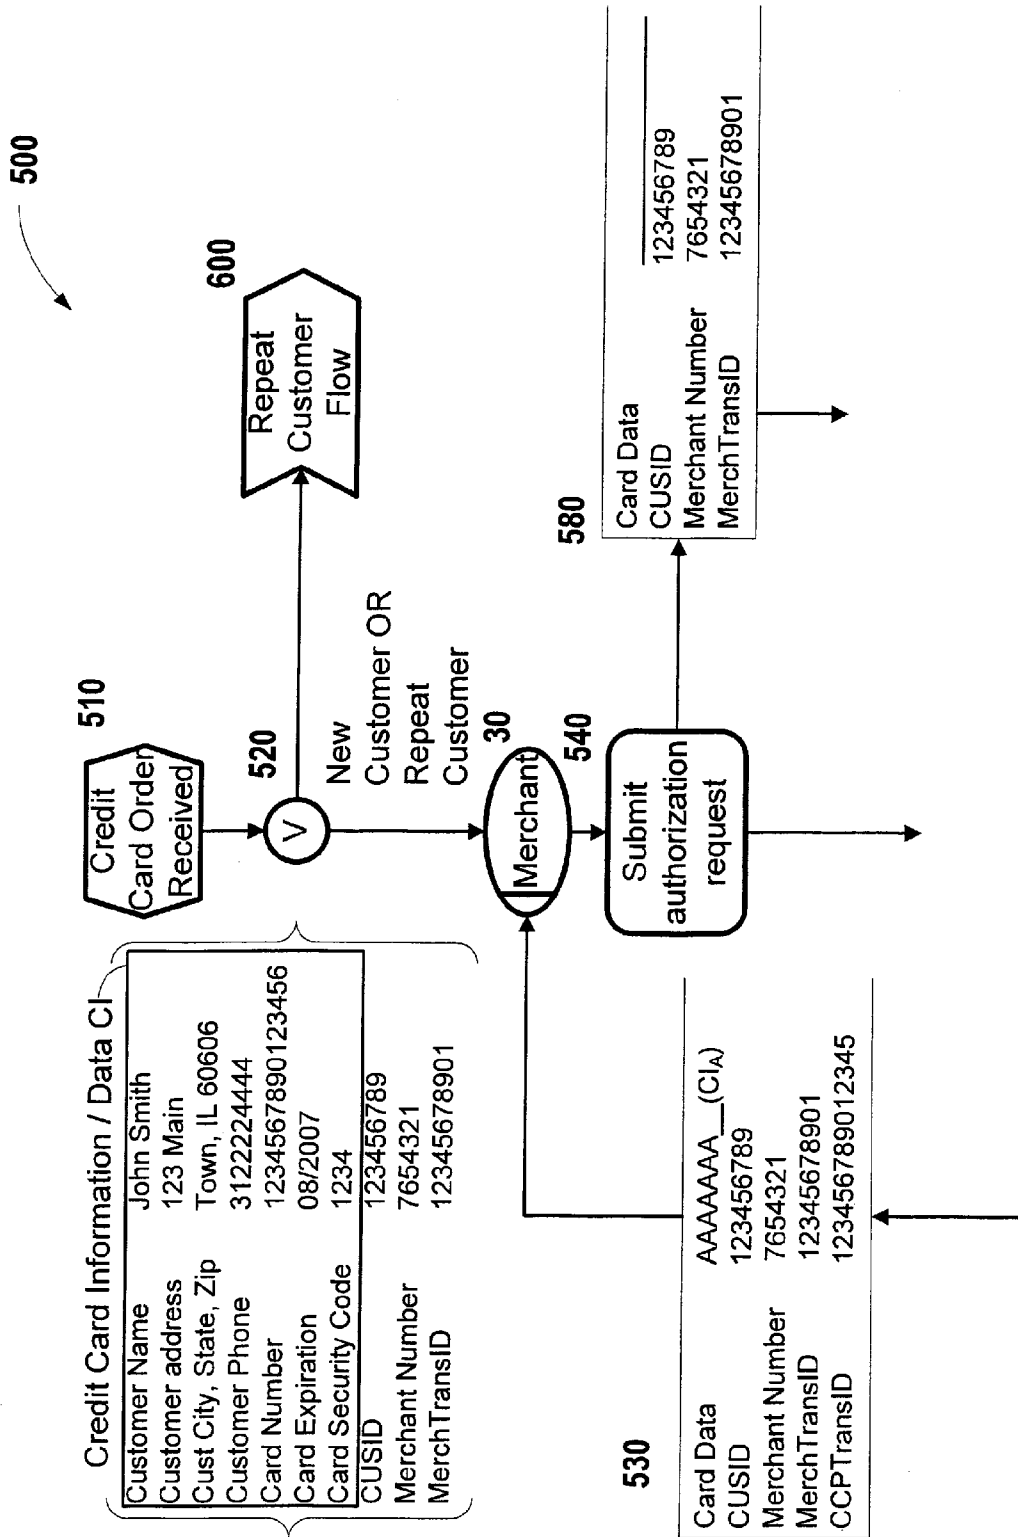 500
Credit Card Information / Data CI
Customer Name John Smith
Customer address 123 Main
Cust City, State, Zip Town, IL 60606
Customer Phone 3122224444
Card Number 1234567890123456
Card Expiration 08/2007
Card Security Code 1234
CUSID 123456789
Merchant Number 7654321
MerchTransID 12345678901
510
Credit
Card Order
Received
520
V
600
Repeat
Customer
Flow
New
Customer OR
Repeat
Customer
30
Merchant
540
Submit
authorization
request
530
Card Data AAAAAAA__(CIA)
CUSID 123456789
Merchant Number 7654321
MerchTransID 12345678901
CCPTransID 123456789012345
580
Card Data
CUSID 123456789
Merchant Number 7654321
MerchTransID 12345678901